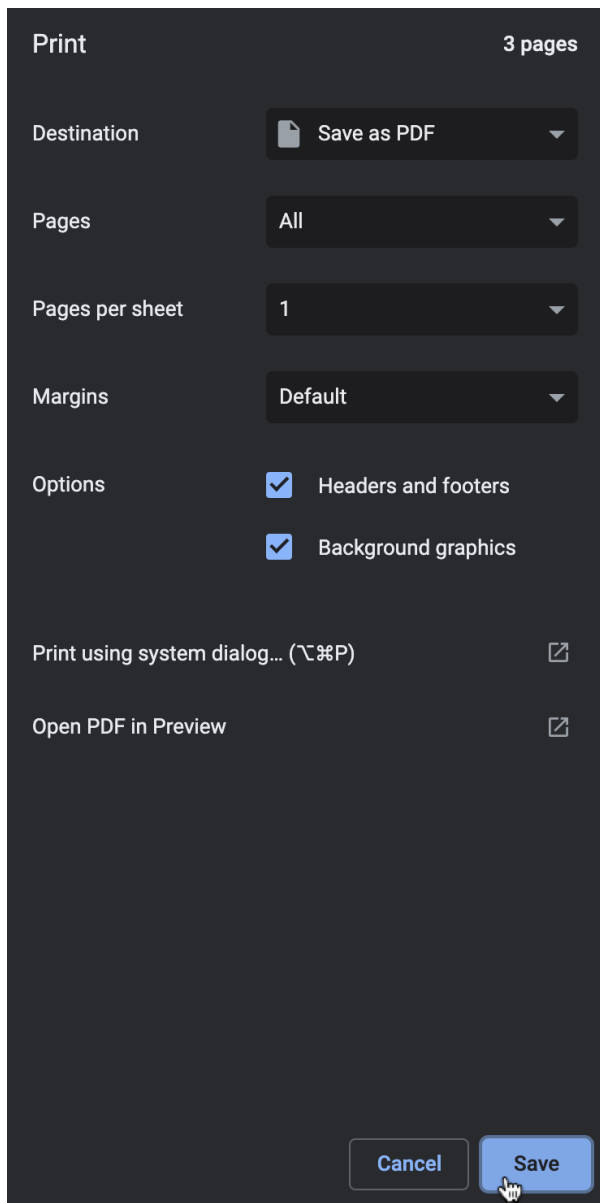 Print 3 pages
Destination Save as PDF
Pages All
Pages per sheet 1
Margins Default
Options Headers and footers
Background graphics
Print using system dialog... (⌥⌘P)
Open PDF in Preview
Cancel Save